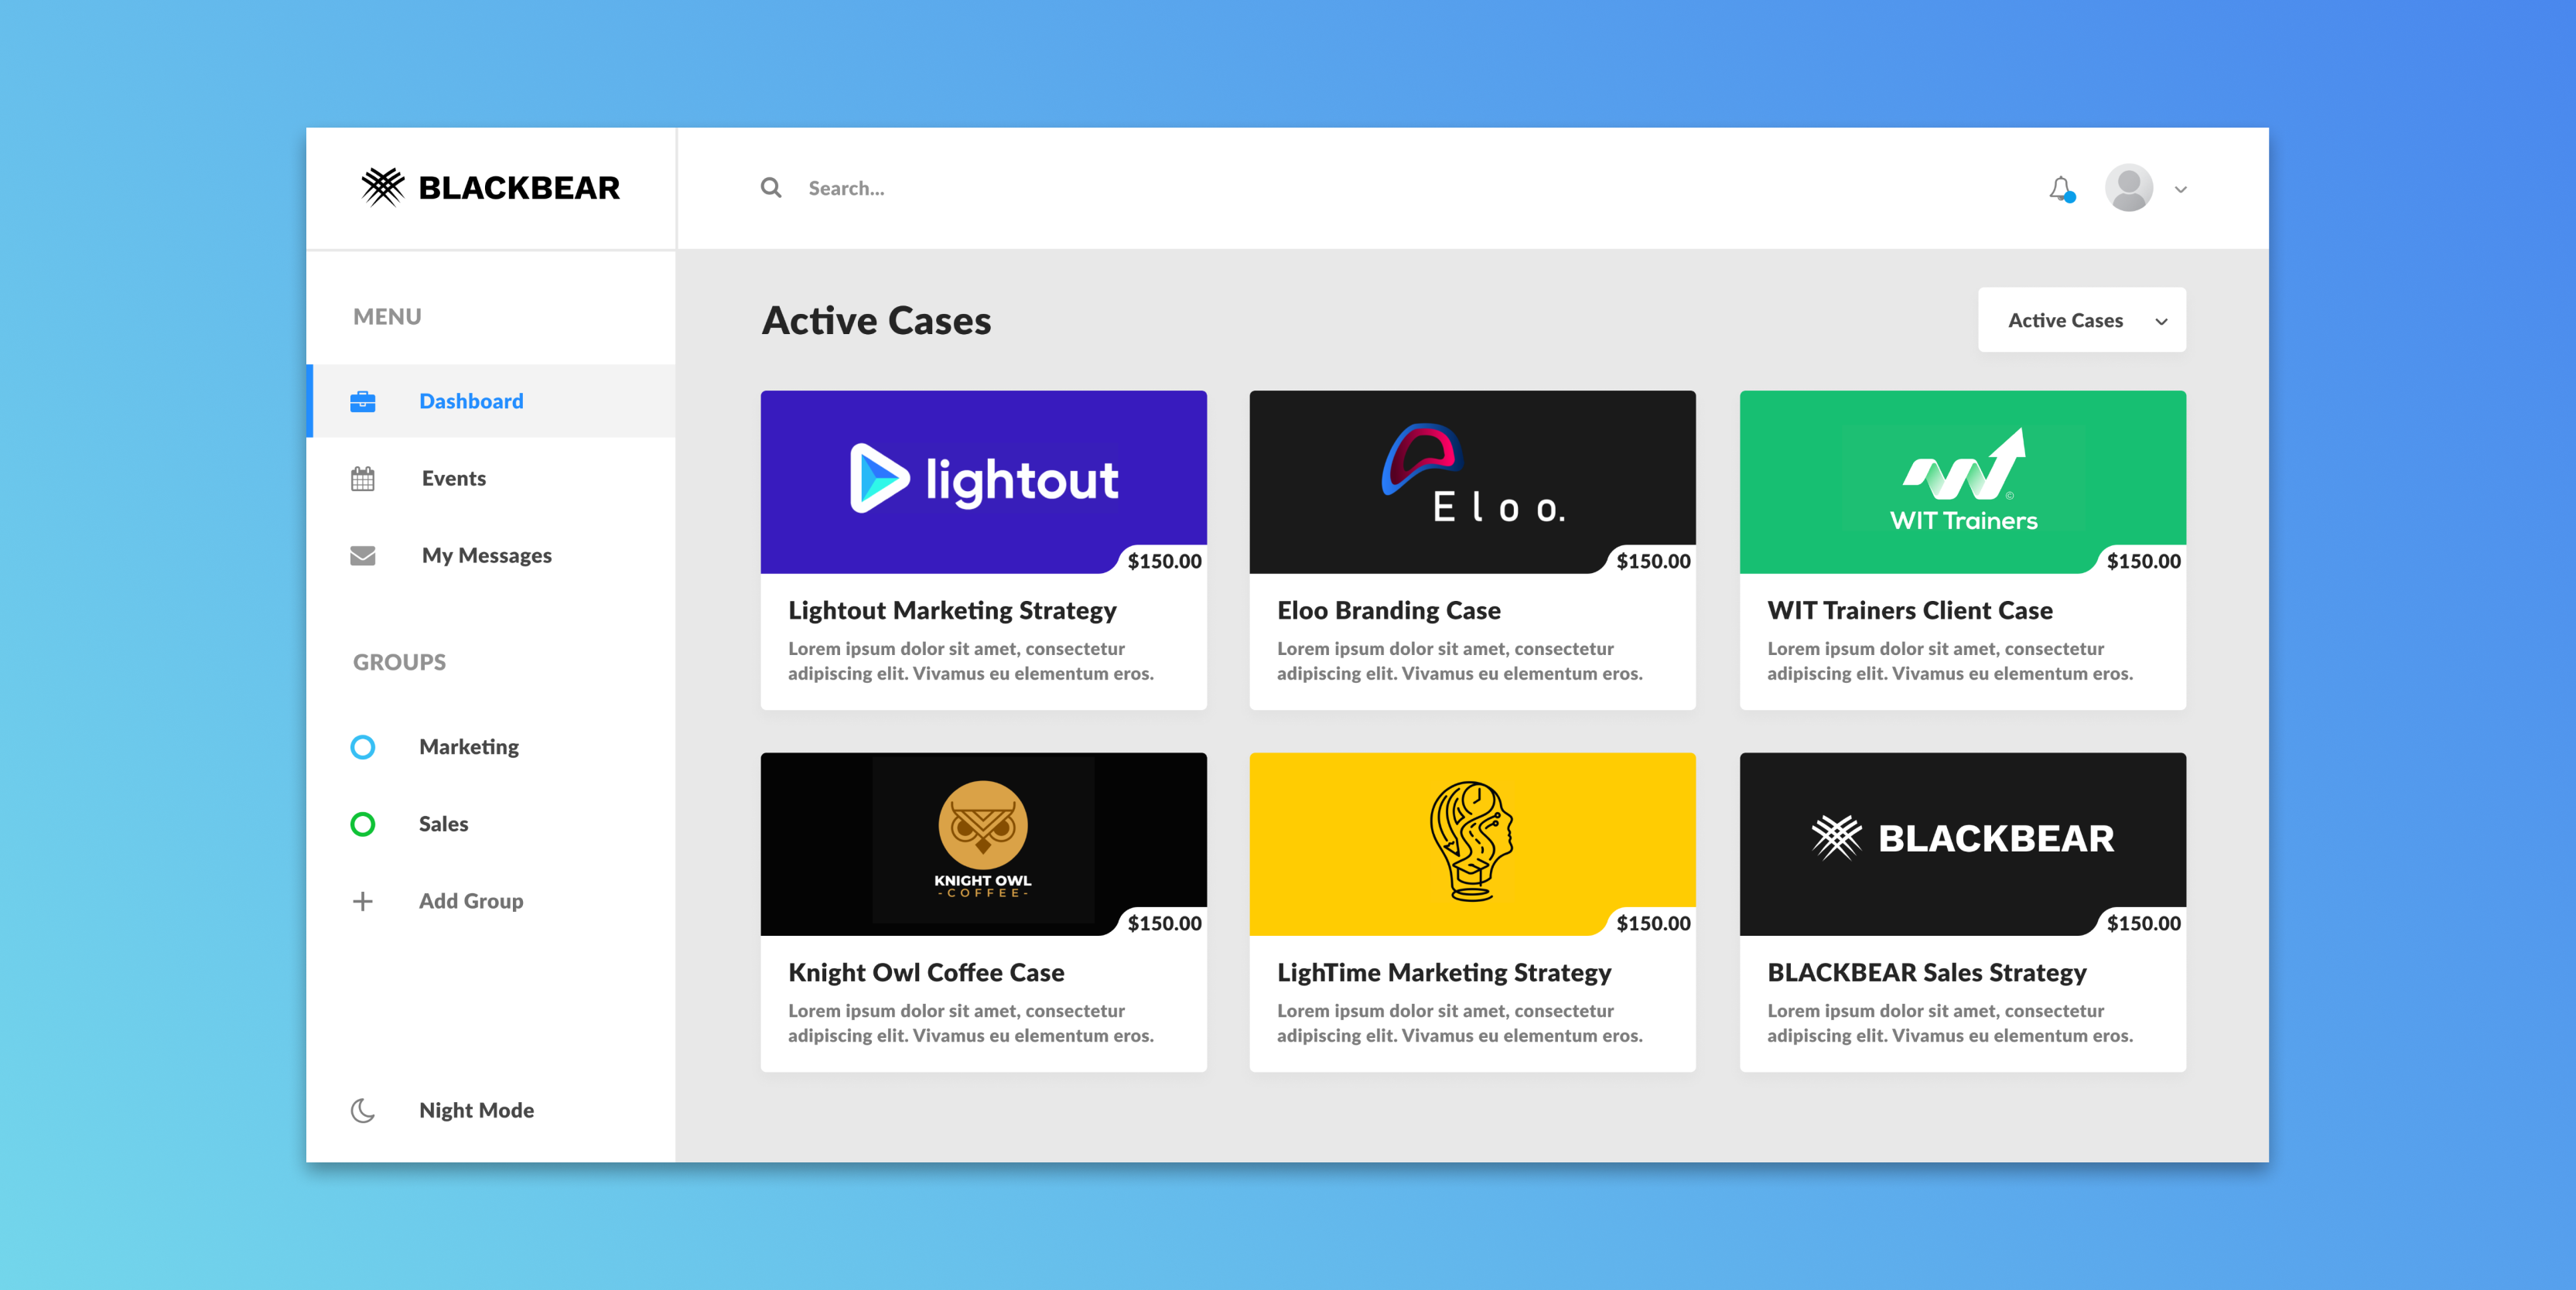 BLACKBEAR
Search...
MENU
Dashboard
Events
My Messages
GROUPS
Marketing
Sales
Add Group
Night Mode
Active Cases
Active Cases
lightout
$150.00
Lightout Marketing Strategy
Lorem ipsum dolor sit amet, consectetur
adipiscing elit. Vivamus eu elementum eros.
Eloo.
$150.00
Eloo Branding Case
Lorem ipsum dolor sit amet, consectetur
adipiscing elit. Vivamus eu elementum eros.
©
WIT Trainers
$150.00
WIT Trainers Client Case
Lorem ipsum dolor sit amet, consectetur
adipiscing elit. Vivamus eu elementum eros.
KNIGHT OWL
-COFFEE-
$150.00
Knight Owl Coffee Case
Lorem ipsum dolor sit amet, consectetur
adipiscing elit. Vivamus eu elementum eros.
$150.00
LighTime Marketing Strategy
Lorem ipsum dolor sit amet, consectetur
adipiscing elit. Vivamus eu elementum eros.
BLACKBEAR
$150.00
BLACKBEAR Sales Strategy
Lorem ipsum dolor sit amet, consectetur
adipiscing elit. Vivamus eu elementum eros.